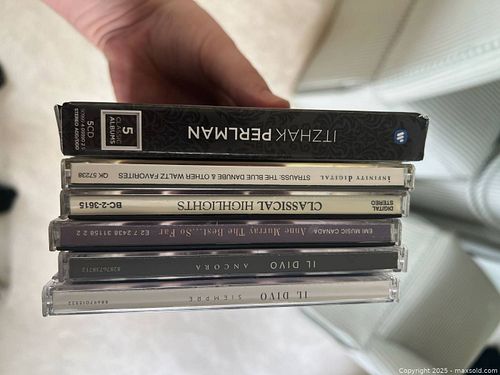 ITZHAK PERLMAN
5 CLASSIC ALBUMS
5CD
infinity digital STRAUSS: THE BLUE DANUBE & OTHER WALTZ FAVORITES QK 57238
DIGITAL STEREO CLASSICAL HIGHLIGHTS BC-2-3615
EMI MUSIC CANADA Anne Murray The Best...So Far E2 7 2438 31158 2 2
IL DIVO ANCORA
IL DIVO SIEMPRE
Copyright © 2025 - maxsold.com